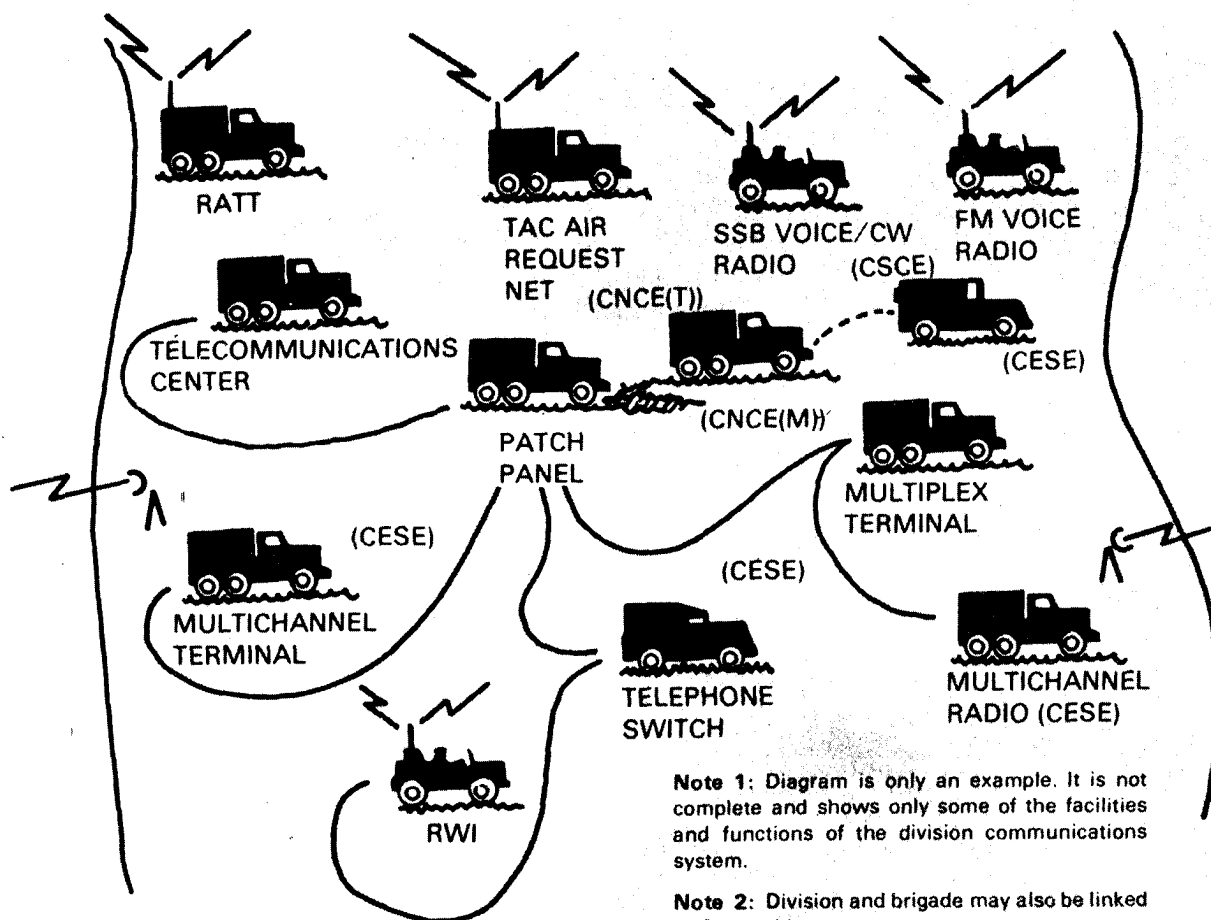 RATT
TAC AIR
REQUEST
NET
SSB VOICE/CW
RADIO
FM VOICE
RADIO
(CSCE)
(CNCE(T))
TELECOMMUNICATIONS
CENTER
(CESE)
(CNCE(M))
PATCH
PANEL
MULTIPLEX
TERMINAL
(CESE)
MULTICHANNEL
TERMINAL
(CESE)
TELEPHONE
SWITCH
MULTICHANNEL
RADIO (CESE)
RWI
Note 1: Diagram is only an example. It is not
complete and shows only some of the facilities
and functions of the division communications
system.
Note 2: Division and brigade may also be linked